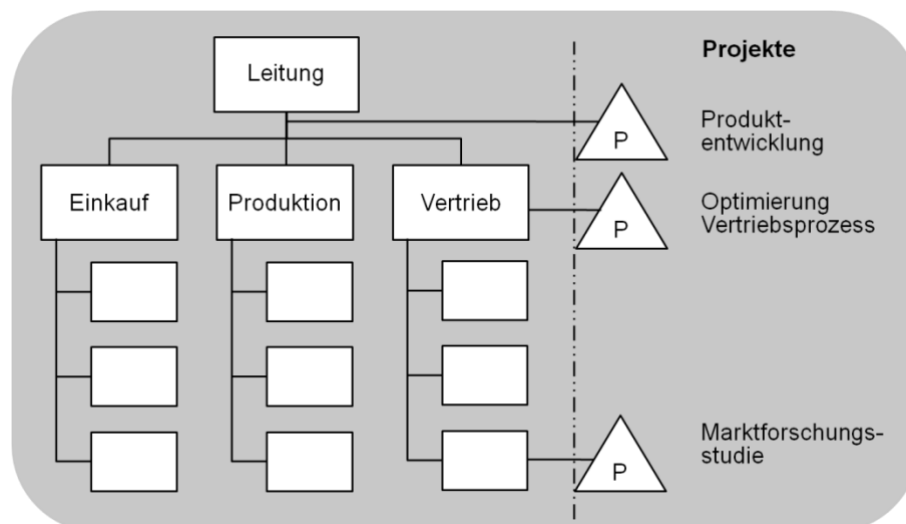 Leitung
Projekte
P
Produkt-
entwicklung
Einkauf
Produktion
Vertrieb
P
Optimierung
Vertriebsprozess
P
Marktforschungs-
studie